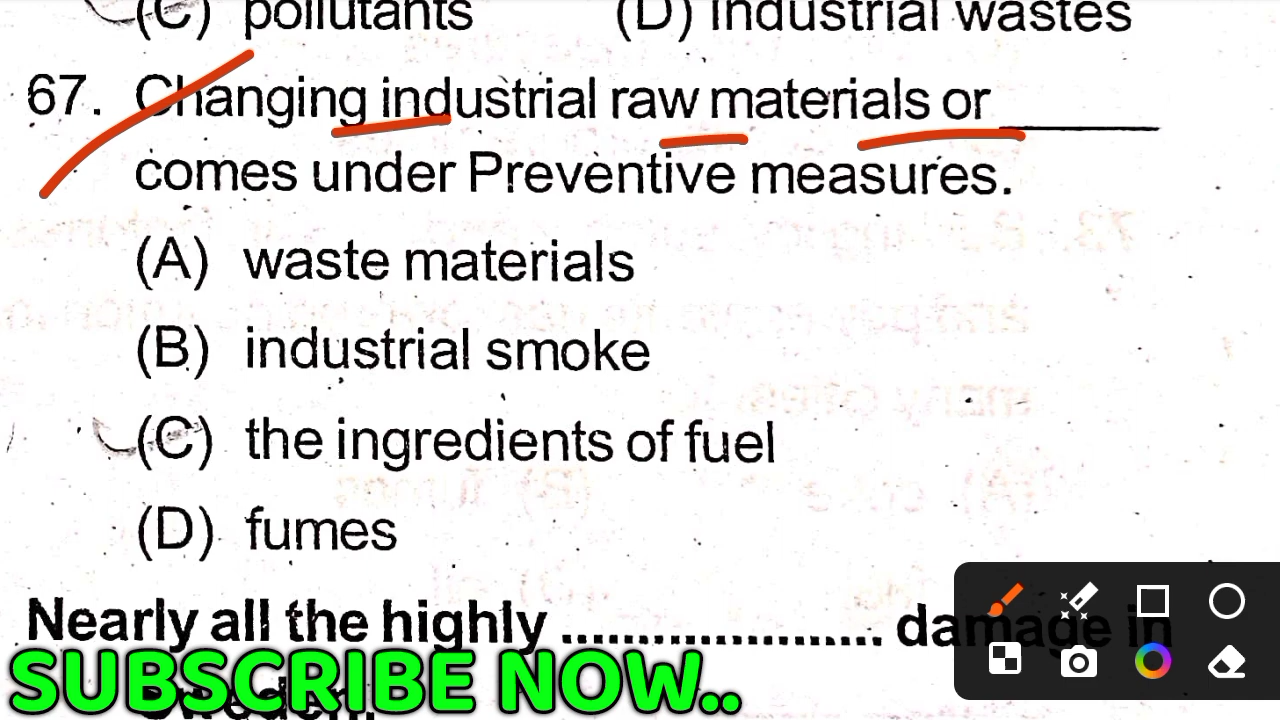 (C) pollutants (D) industrial wastes
67. Changing industrial raw materials or ______
comes under Preventive measures.
(A) waste materials
(B) industrial smoke
(C) the ingredients of fuel
(D) fumes
Nearly all the highly .................... damage in
SUBSCRIBE NOW..
Sweden.